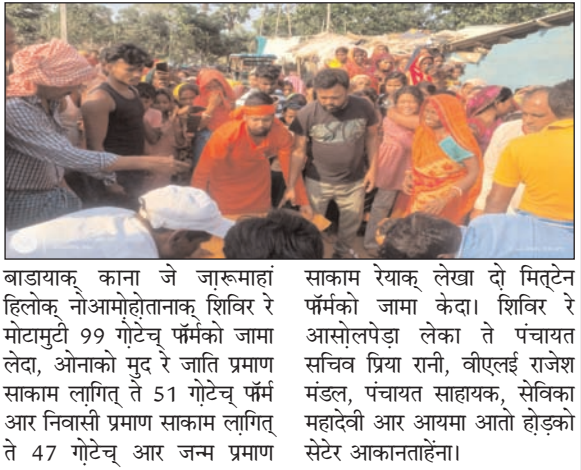 बाडायाक् काना जे जा़रूमाहां
हिलोक् नोआमोहो़तानाक् शिविर रे
मोटामुटी 99 गो़टेच् फॉर्मको जामा
लेदा, ओनाको मुद रे जाति प्रमाण
साकाम ला़गित् ते 51 गो़टेच् फॉर्म
आर निवासी प्रमाण साकाम ला़गित्
ते 47 गो़टेच् आर जन्म प्रमाण
साकाम रेयाक् लेखा दो मित्‌टेन
फॉर्मको जामा केदा। शिविर रे
आसो़लपेड़ा लेका ते पंचायत
सचिव प्रिया रानी, वीएलई राजेश
मंडल, पंचायत साहायक, सेविका
महादेवी आर आयमा आतो हो़ड़को
सेटेर आकानताहेंना।